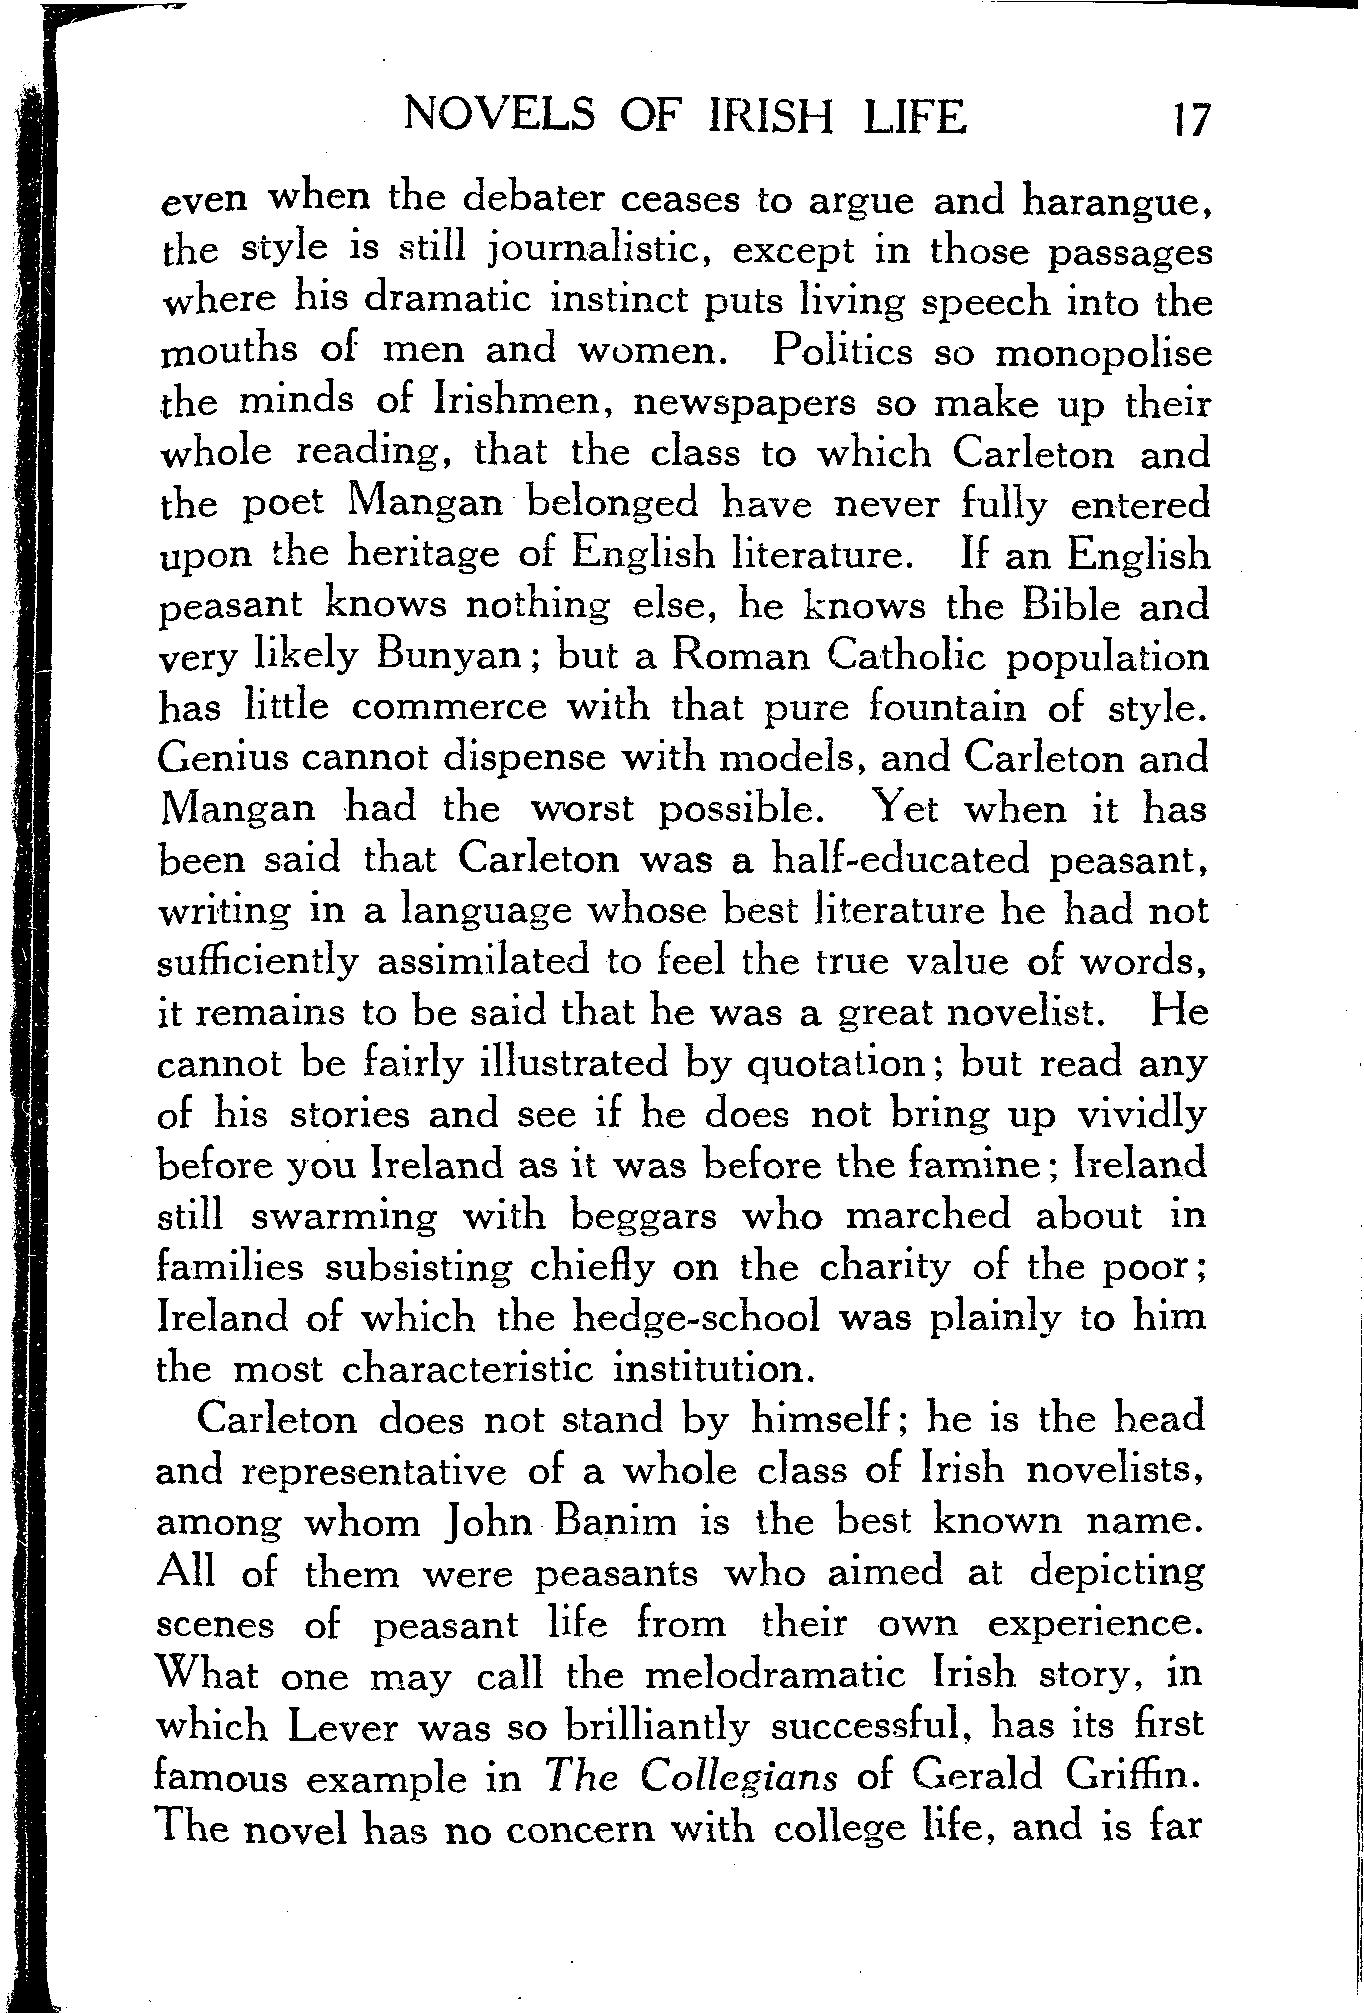 NOVELS OF IRISH LIFE 17
even when the debater ceases to argue and harangue,
the style is still journalistic, except in those passages
where his dramatic instinct puts living speech into the
mouths of men and women. Politics so monopolise
the minds of Irishmen, newspapers so make up their
whole reading, that the class to which Carleton and
the poet Mangan belonged have never fully entered
upon the heritage of English literature. If an English
peasant knows nothing else, he knows the Bible and
very likely Bunyan; but a Roman Catholic population
has little commerce with that pure fountain of style.
Genius cannot dispense with models, and Carleton and
Mangan had the worst possible. Yet when it has
been said that Carleton was a half-educated peasant,
writing in a language whose best literature he had not
sufficiently assimilated to feel the true value of words,
it remains to be said that he was a great novelist. He
cannot be fairly illustrated by quotation; but read any
of his stories and see if he does not bring up vividly
before you Ireland as it was before the famine; Ireland
still swarming with beggars who marched about in
families subsisting chiefly on the charity of the poor;
Ireland of which the hedge-school was plainly to him
the most characteristic institution.
Carleton does not stand by himself; he is the head
and representative of a whole class of Irish novelists,
among whom John Banim is the best known name.
All of them were peasants who aimed at depicting
scenes of peasant life from their own experience.
What one may call the melodramatic Irish story, in
which Lever was so brilliantly successful, has its first
famous example in The Collegians of Gerald Griffin.
The novel has no concern with college life, and is far